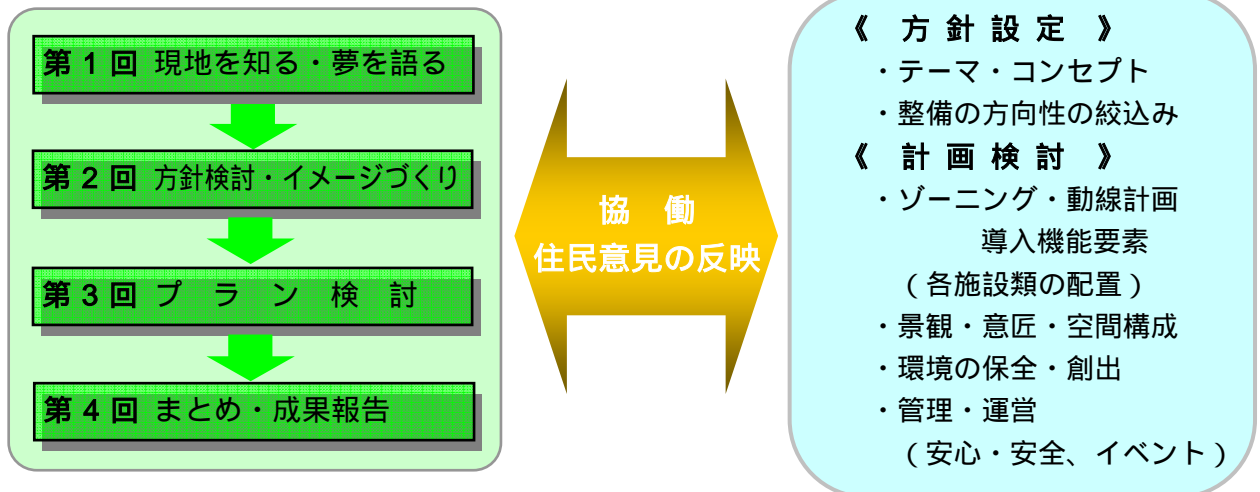 第1回 現地を知る・夢を語る
第2回 方針検討・イメージづくり
第3回 プラン検討
第4回 まとめ・成果報告
協働
住民意見の反映
《 方針設定 》
・テーマ・コンセプト
・整備の方向性の絞込み
《 計画検討 》
・ゾーニング・動線計画
導入機能要素
(各施設類の配置)
・景観・意匠・空間構成
・環境の保全・創出
・管理・運営
(安心・安全、イベント)